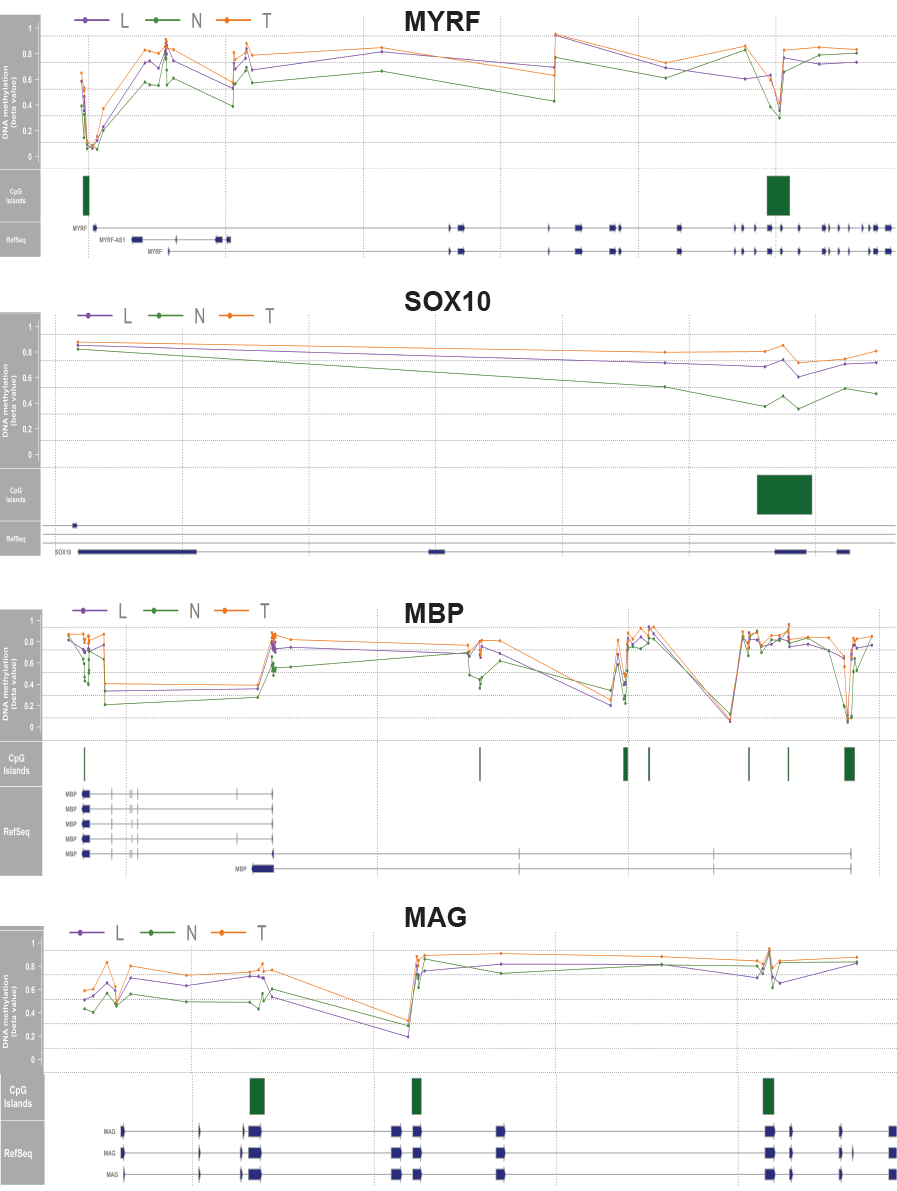 MYRF
L N T
DNA methylation
(beta value)
1
0.8
0.6
0.4
0.2
0
CpG
Islands
RefSeq
MYRF
MYRF-AS1
MYRF
SOX10
L N T
DNA methylation
(beta value)
1
0.8
0.6
0.4
0.2
0
CpG
Islands
RefSeq
SOX10
MBP
L N T
DNA methylation
(beta value)
1
0.8
0.6
0.4
0.2
0
CpG
Islands
RefSeq
MBP
MBP
MBP
MBP
MBP
MBP
MAG
L N T
DNA methylation
(beta value)
1
0.8
0.6
0.4
0.2
0
CpG
Islands
RefSeq
MAG
MAG
MAG